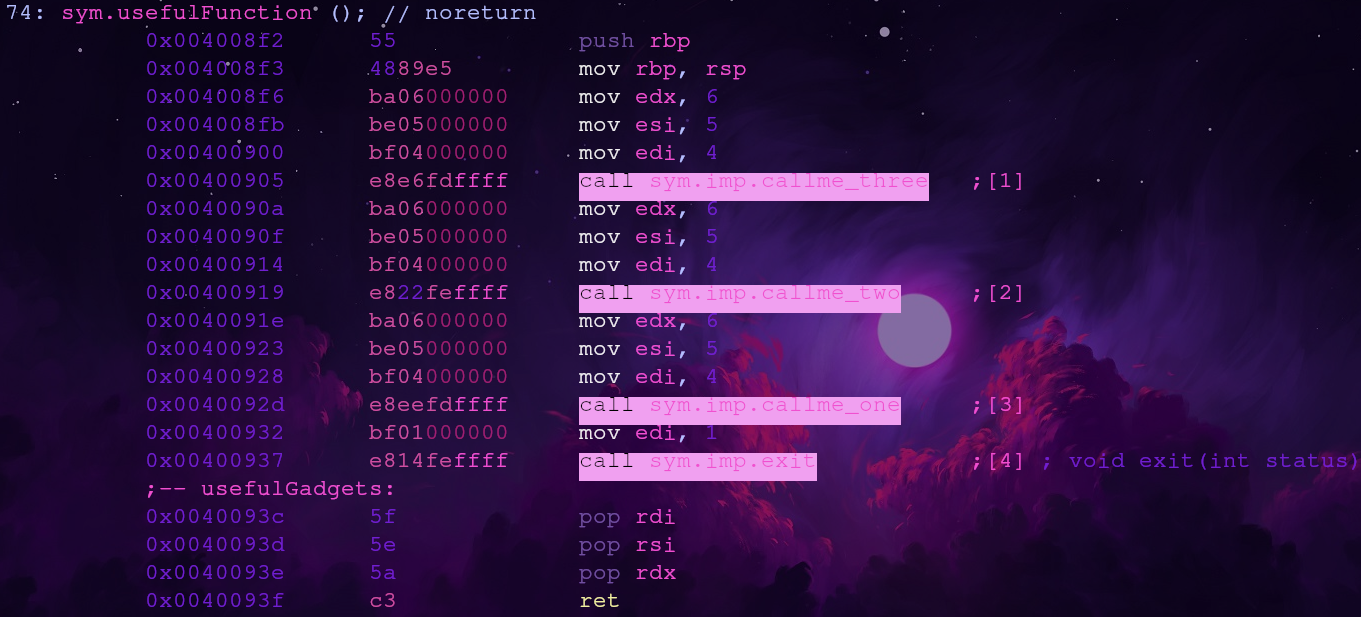 74: sym.usefulFunction (); // noreturn
0x004008f2 55 push rbp
0x004008f3 4889e5 mov rbp, rsp
0x004008f6 ba06000000 mov edx, 6
0x004008fb be05000000 mov esi, 5
0x00400900 bf04000000 mov edi, 4
0x00400905 e8e6fdffff call sym.imp.callme_three ;[1]
0x0040090a ba06000000 mov edx, 6
0x0040090f be05000000 mov esi, 5
0x00400914 bf04000000 mov edi, 4
0x00400919 e822feffff call sym.imp.callme_two ;[2]
0x0040091e ba06000000 mov edx, 6
0x00400923 be05000000 mov esi, 5
0x00400928 bf04000000 mov edi, 4
0x0040092d e8eefdffff call sym.imp.callme_one ;[3]
0x00400932 bf01000000 mov edi, 1
0x00400937 e814feffff call sym.imp.exit ;[4] ; void exit(int status)
;-- usefulGadgets:
0x0040093c 5f pop rdi
0x0040093d 5e pop rsi
0x0040093e 5a pop rdx
0x0040093f c3 ret